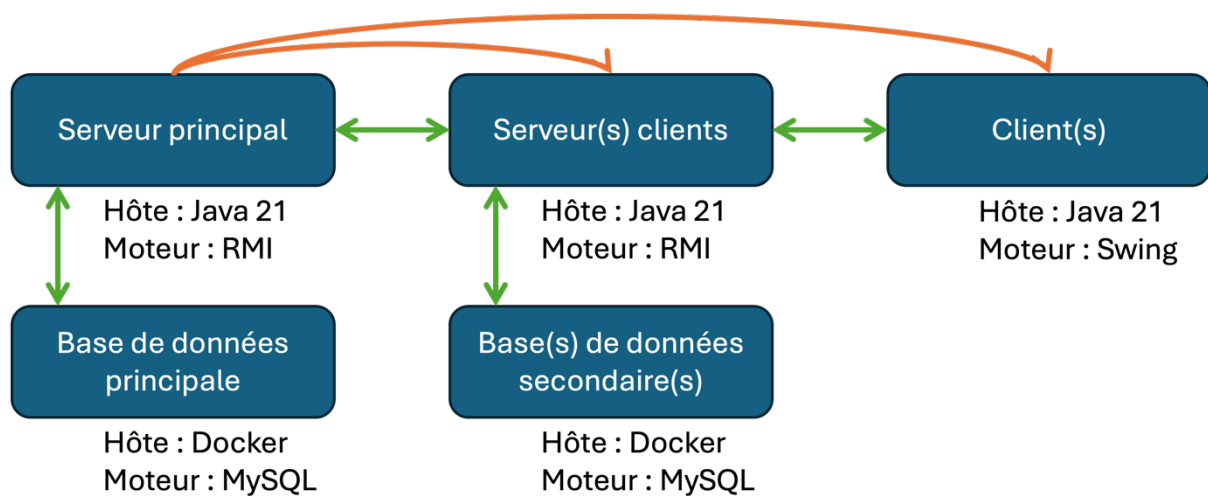 Serveur principal
Serveur(s) clients
Client(s)
Hôte : Java 21
Moteur : RMI
Hôte : Java 21
Moteur : RMI
Hôte : Java 21
Moteur : Swing
Base de données
principale
Base(s) de données
secondaire(s)
Hôte : Docker
Moteur : MySQL
Hôte : Docker
Moteur : MySQL